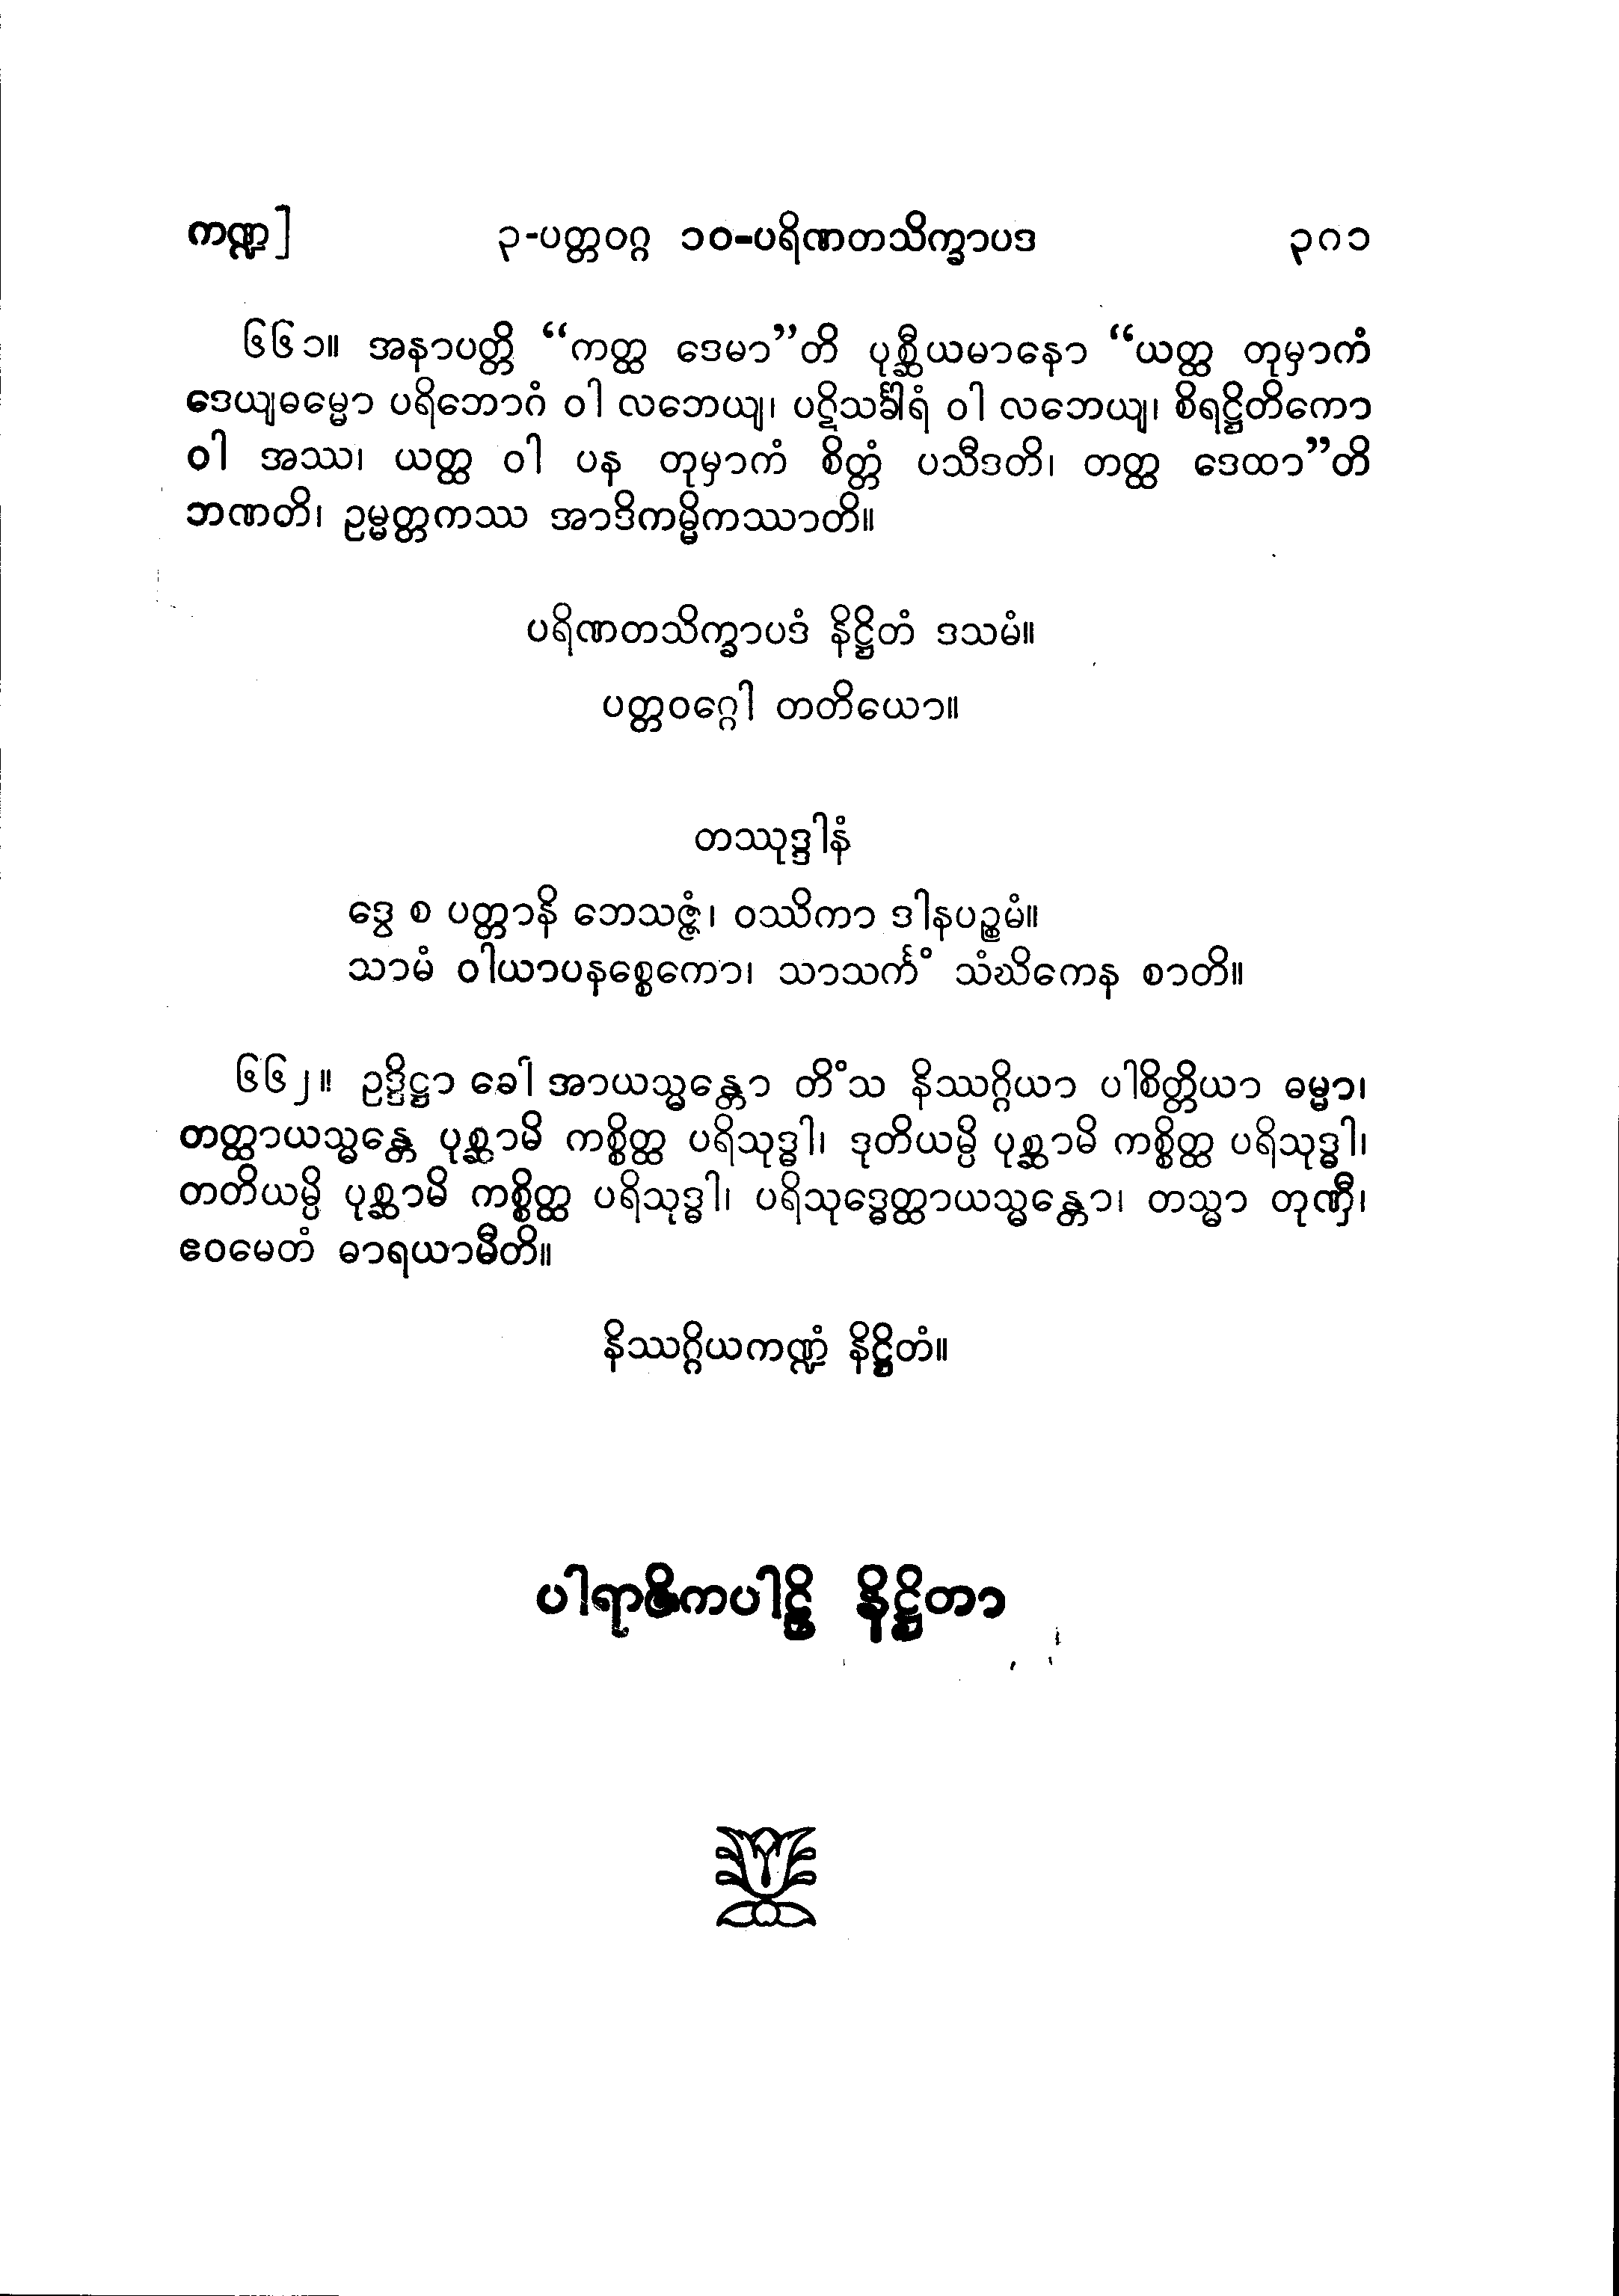 ကဏ္ဍ] ၃-ပတ္တဝဂ္ဂ ၁၀-ပရိဏတသိက္ခာပဒ ၃၈၁
၆၆၁။ အနာပတ္တိ “ကတ္ထ ဒေမာ”တိ ပုစ္ဆီယမာနော “ယတ္ထ တုမှာကံ
ဒေယျဓမ္မော ပရိဘောဂံ ဝါ လဘေယျ၊ ပဋိသင်္ခါရံ ဝါ လဘေယျ၊ စိရဋ္ဌိတိကော
ဝါ အဿ၊ ယတ္ထ ဝါ ပန တုမှာကံ စိတ္တံ ပသီဒတိ၊ တတ္ထ ဒေထာ”တိ
ဘဏတိ၊ ဥမ္မတ္တကဿ အာဒိကမ္မိကဿာတိ။
ပရိဏတသိက္ခာပဒံ နိဋ္ဌိတံ ဒသမံ။
ပတ္တဝဂ္ဂေါ တတိယော။
တဿုဒ္ဒါနံ
ဒွေ စ ပတ္တာနိ ဘေသဇ္ဇံ၊ ဝဿိကာ ဒါနပဉ္စမံ။
သာမံ ဝါယာပနစ္စေကော၊ သာသင်္ကံ သံဃိကေန စာတိ။
၆၆၂။ ဥဒ္ဒိဋ္ဌာ ခေါ အာယသ္မန္တော တိံသ နိဿဂ္ဂိယာ ပါစိတ္တိယာ ဓမ္မာ၊
တတ္ထာယသ္မန္တေ ပုစ္ဆာမိ ကစ္စိတ္ထ ပရိသုဒ္ဓါ၊ ဒုတိယမ္ပိ ပုစ္ဆာမိ ကစ္စိတ္ထ ပရိသုဒ္ဓါ၊
တတိယမ္ပိ ပုစ္ဆာမိ ကစ္စိတ္ထ ပရိသုဒ္ဓါ၊ ပရိသုဒ္ဓေတ္ထာယသ္မန္တော၊ တသ္မာ တုဏှီ၊
ဧဝမေတံ ဓာရယာမီတိ။
နိဿဂ္ဂိယကဏ္ဍံ နိဋ္ဌိတံ။
ပါရာဇိကပါဠိ နိဋ္ဌိတာ